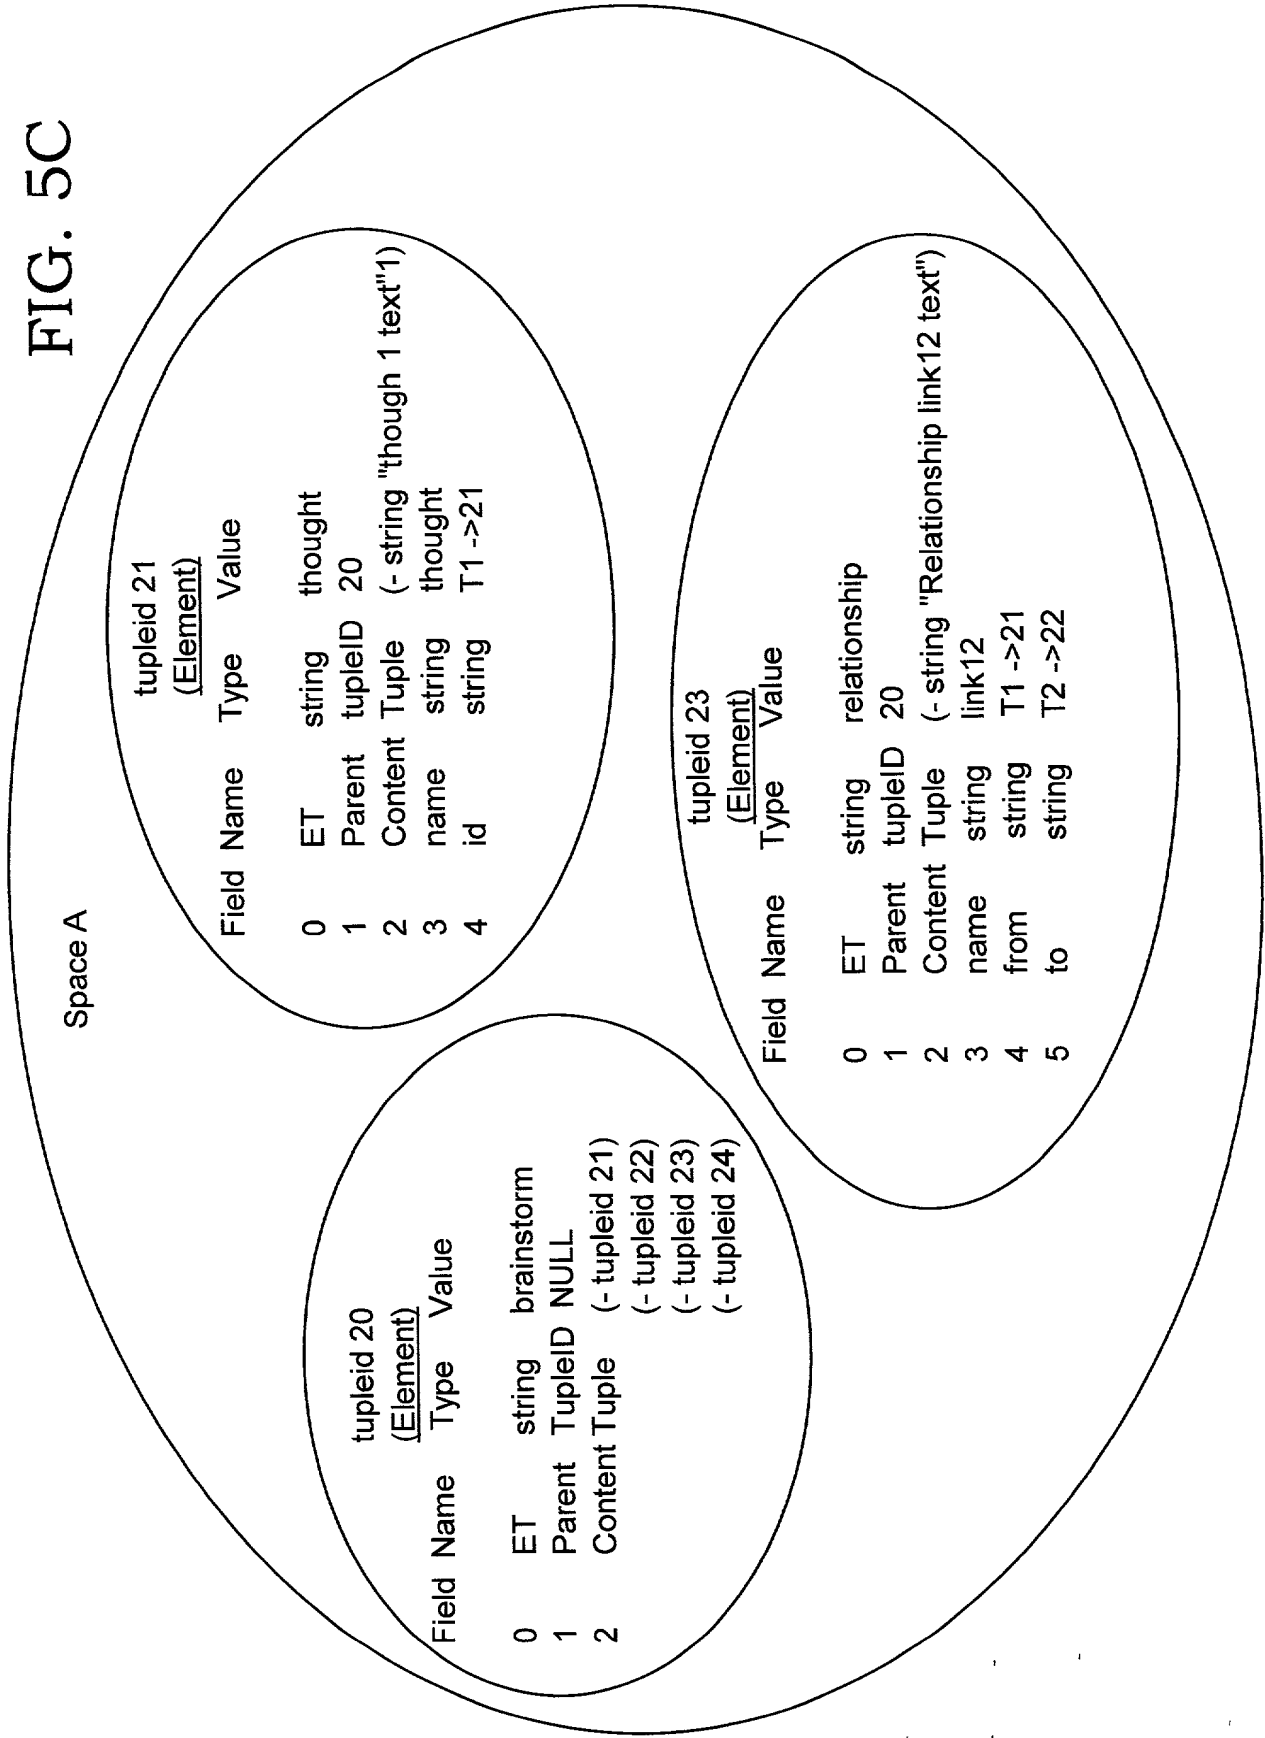 FIG. 5C
Space A
tupleid 20
(Element)
Field Name Type Value
0 ET string brainstorm
1 Parent TupleID NULL
2 Content Tuple (- tupleid 21)
(- tupleid 22)
(- tupleid 23)
(- tupleid 24)
tupleid 21
(Element)
Field Name Type Value
0 ET string thought
1 Parent tupleID 20
2 Content Tuple (- string "though 1 text"1)
3 name string thought
4 id string T1 ->21
tupleid 23
(Element)
Field Name Type Value
0 ET string relationship
1 Parent tupleID 20
2 Content Tuple (- string "Relationship link12 text")
3 name string link12
4 from string T1 ->21
5 to string T2 ->22